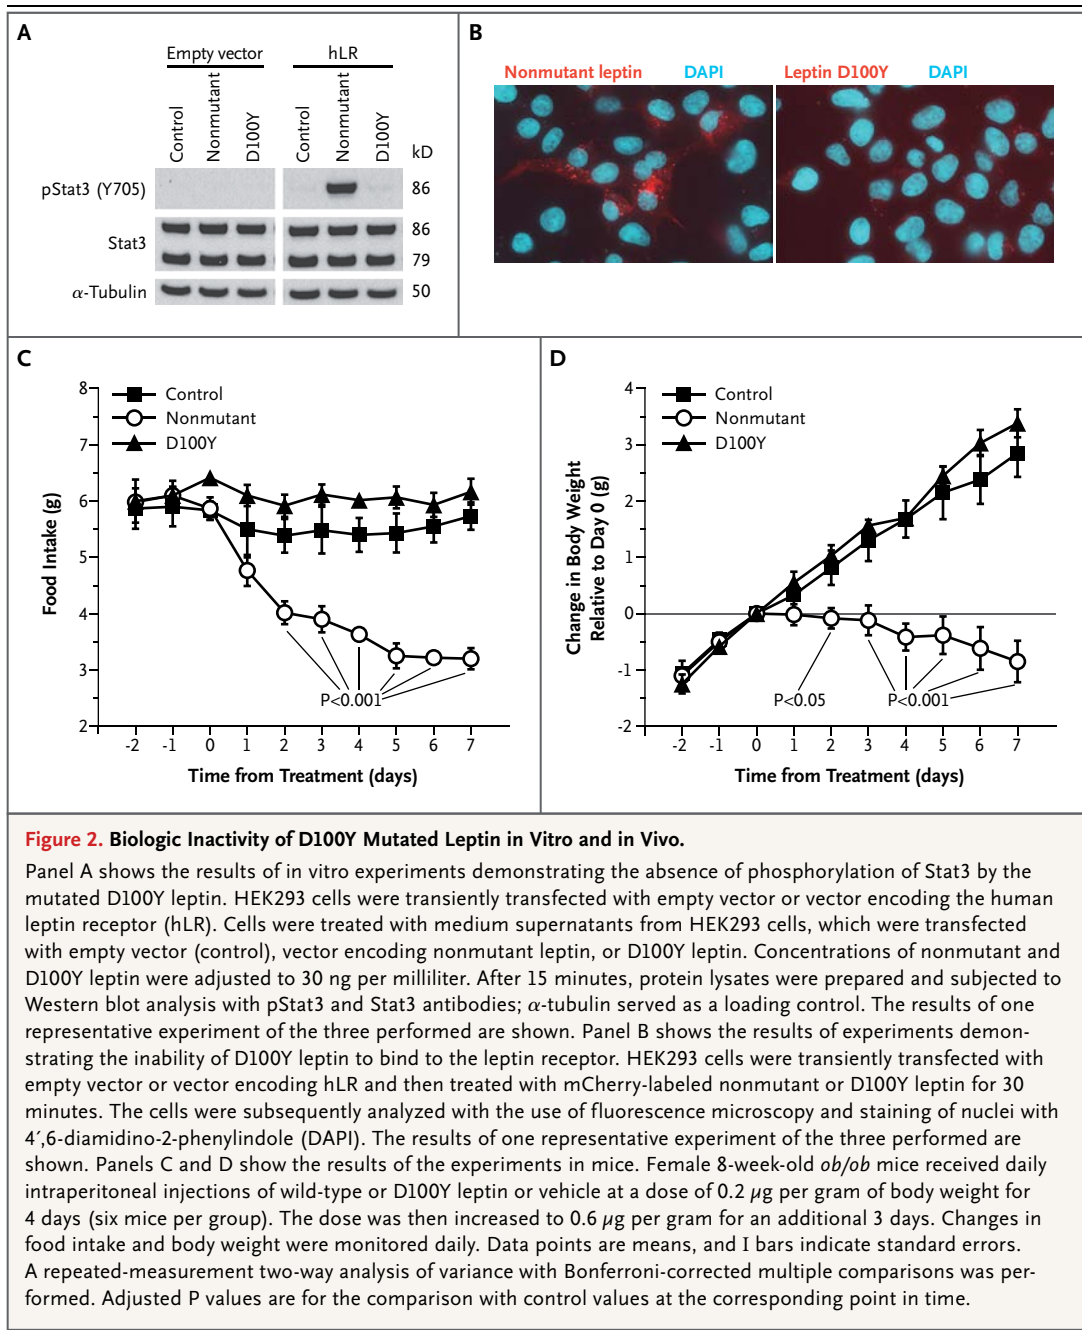 A
Empty vector
hLR
Control
Nonmutant
D100Y
Control
Nonmutant
D100Y
kD
pStat3 (Y705)
86
Stat3
86
79
α-Tubulin
50
B
Nonmutant leptin
DAPI
Leptin D100Y
DAPI
C
Control
Nonmutant
D100Y
8
7
6
5
4
3
2
Food Intake (g)
P<0.001
-2 -1 0 1 2 3 4 5 6 7
Time from Treatment (days)
D
Control
Nonmutant
D100Y
4
3
2
1
0
-1
-2
Change in Body Weight
Relative to Day 0 (g)
P<0.05
P<0.001
-2 -1 0 1 2 3 4 5 6 7
Time from Treatment (days)
Figure 2. Biologic Inactivity of D100Y Mutated Leptin in Vitro and in Vivo.
Panel A shows the results of in vitro experiments demonstrating the absence of phosphorylation of Stat3 by the
mutated D100Y leptin. HEK293 cells were transiently transfected with empty vector or vector encoding the human
leptin receptor (hLR). Cells were treated with medium supernatants from HEK293 cells, which were transfected
with empty vector (control), vector encoding nonmutant leptin, or D100Y leptin. Concentrations of nonmutant and
D100Y leptin were adjusted to 30 ng per milliliter. After 15 minutes, protein lysates were prepared and subjected to
Western blot analysis with pStat3 and Stat3 antibodies; α-tubulin served as a loading control. The results of one
representative experiment of the three performed are shown. Panel B shows the results of experiments demon-
strating the inability of D100Y leptin to bind to the leptin receptor. HEK293 cells were transiently transfected with
empty vector or vector encoding hLR and then treated with mCherry-labeled nonmutant or D100Y leptin for 30
minutes. The cells were subsequently analyzed with the use of fluorescence microscopy and staining of nuclei with
4′,6-diamidino-2-phenylindole (DAPI). The results of one representative experiment of the three performed are
shown. Panels C and D show the results of the experiments in mice. Female 8-week-old ob/ob mice received daily
intraperitoneal injections of wild-type or D100Y leptin or vehicle at a dose of 0.2 μg per gram of body weight for
4 days (six mice per group). The dose was then increased to 0.6 μg per gram for an additional 3 days. Changes in
food intake and body weight were monitored daily. Data points are means, and I bars indicate standard errors.
A repeated-measurement two-way analysis of variance with Bonferroni-corrected multiple comparisons was per-
formed. Adjusted P values are for the comparison with control values at the corresponding point in time.